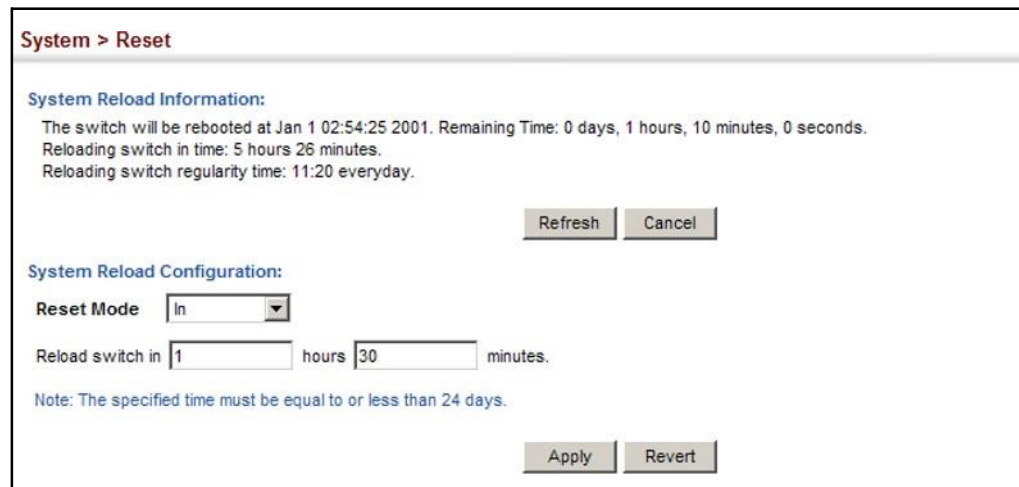 System > Reset
System Reload Information:
The switch will be rebooted at Jan 1 02:54:25 2001. Remaining Time: 0 days, 1 hours, 10 minutes, 0 seconds.
Reloading switch in time: 5 hours 26 minutes.
Reloading switch regularity time: 11:20 everyday.
Refresh Cancel
System Reload Configuration:
Reset Mode In
Reload switch in 1 hours 30 minutes.
Note: The specified time must be equal to or less than 24 days.
Apply Revert